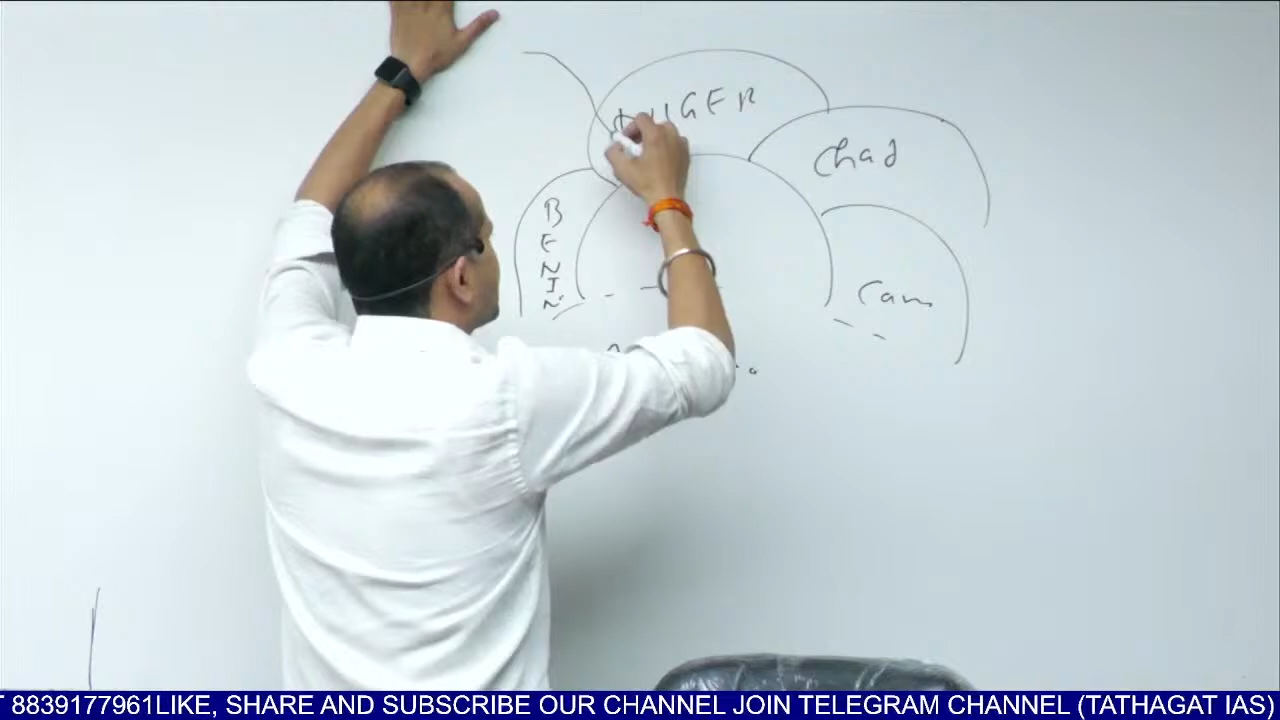 NIGER
Chad
BENIN
Cam
8839177961LIKE, SHARE AND SUBSCRIBE OUR CHANNEL JOIN TELEGRAM CHANNEL (TATHAGAT IAS)